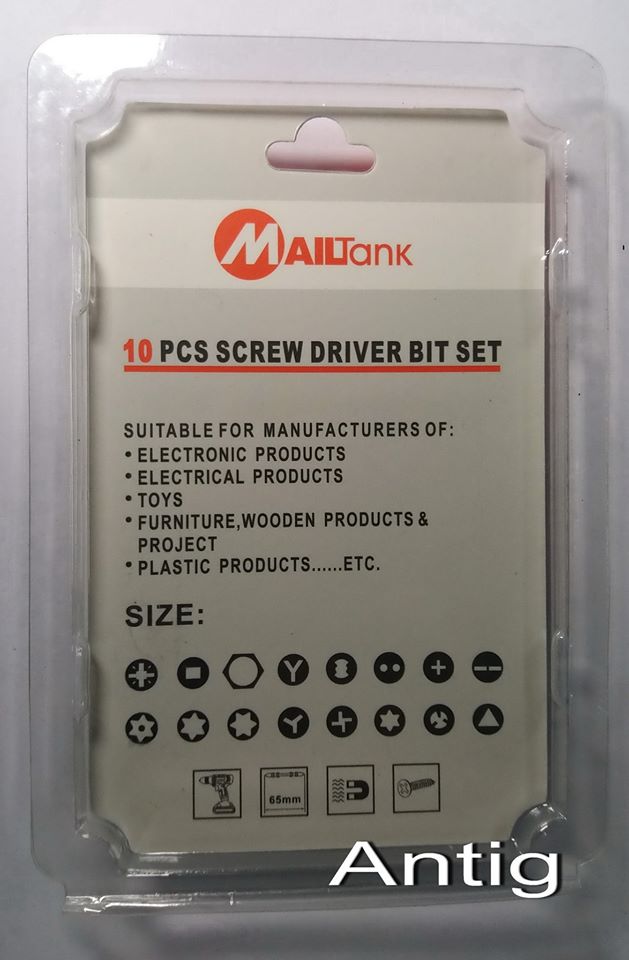 MAILTank
10 PCS SCREW DRIVER BIT SET
SUITABLE FOR MANUFACTURERS OF:
• ELECTRONIC PRODUCTS
• ELECTRICAL PRODUCTS
• TOYS
• FURNITURE,WOODEN PRODUCTS &
PROJECT
• PLASTIC PRODUCTS......ETC.
SIZE:
65mm
Antig